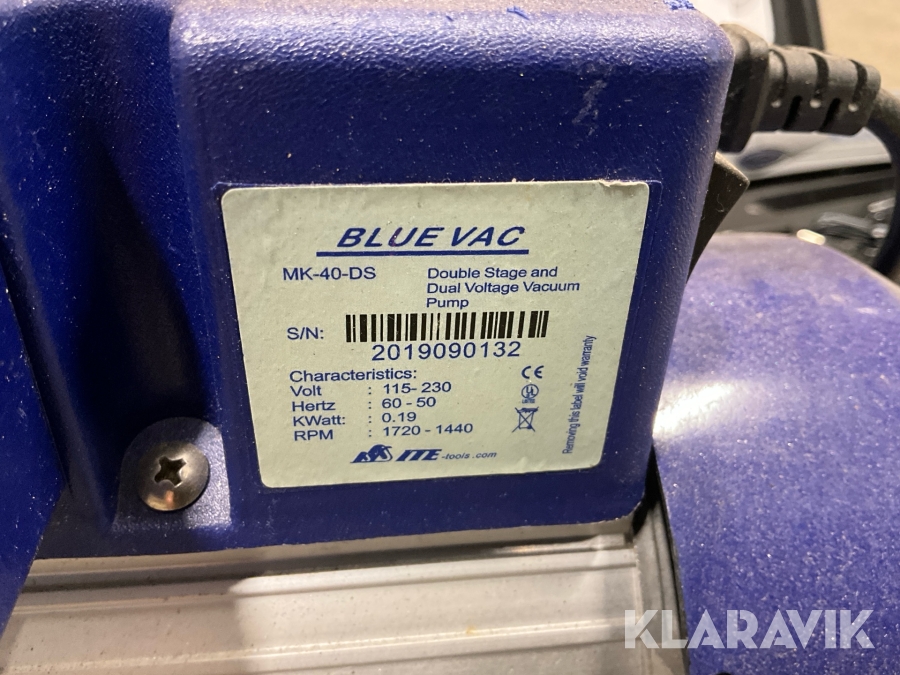 BLUE VAC
MK-40-DS
Double Stage and
Dual Voltage Vacuum
Pump
S/N:
2019090132
Characteristics:
Volt : 115- 230
Hertz : 60 - 50
KWatt: : 0.19
RPM : 1720 - 1440
CE
ITE -tools.com
Removing this label will void warranty
KLARAVIK